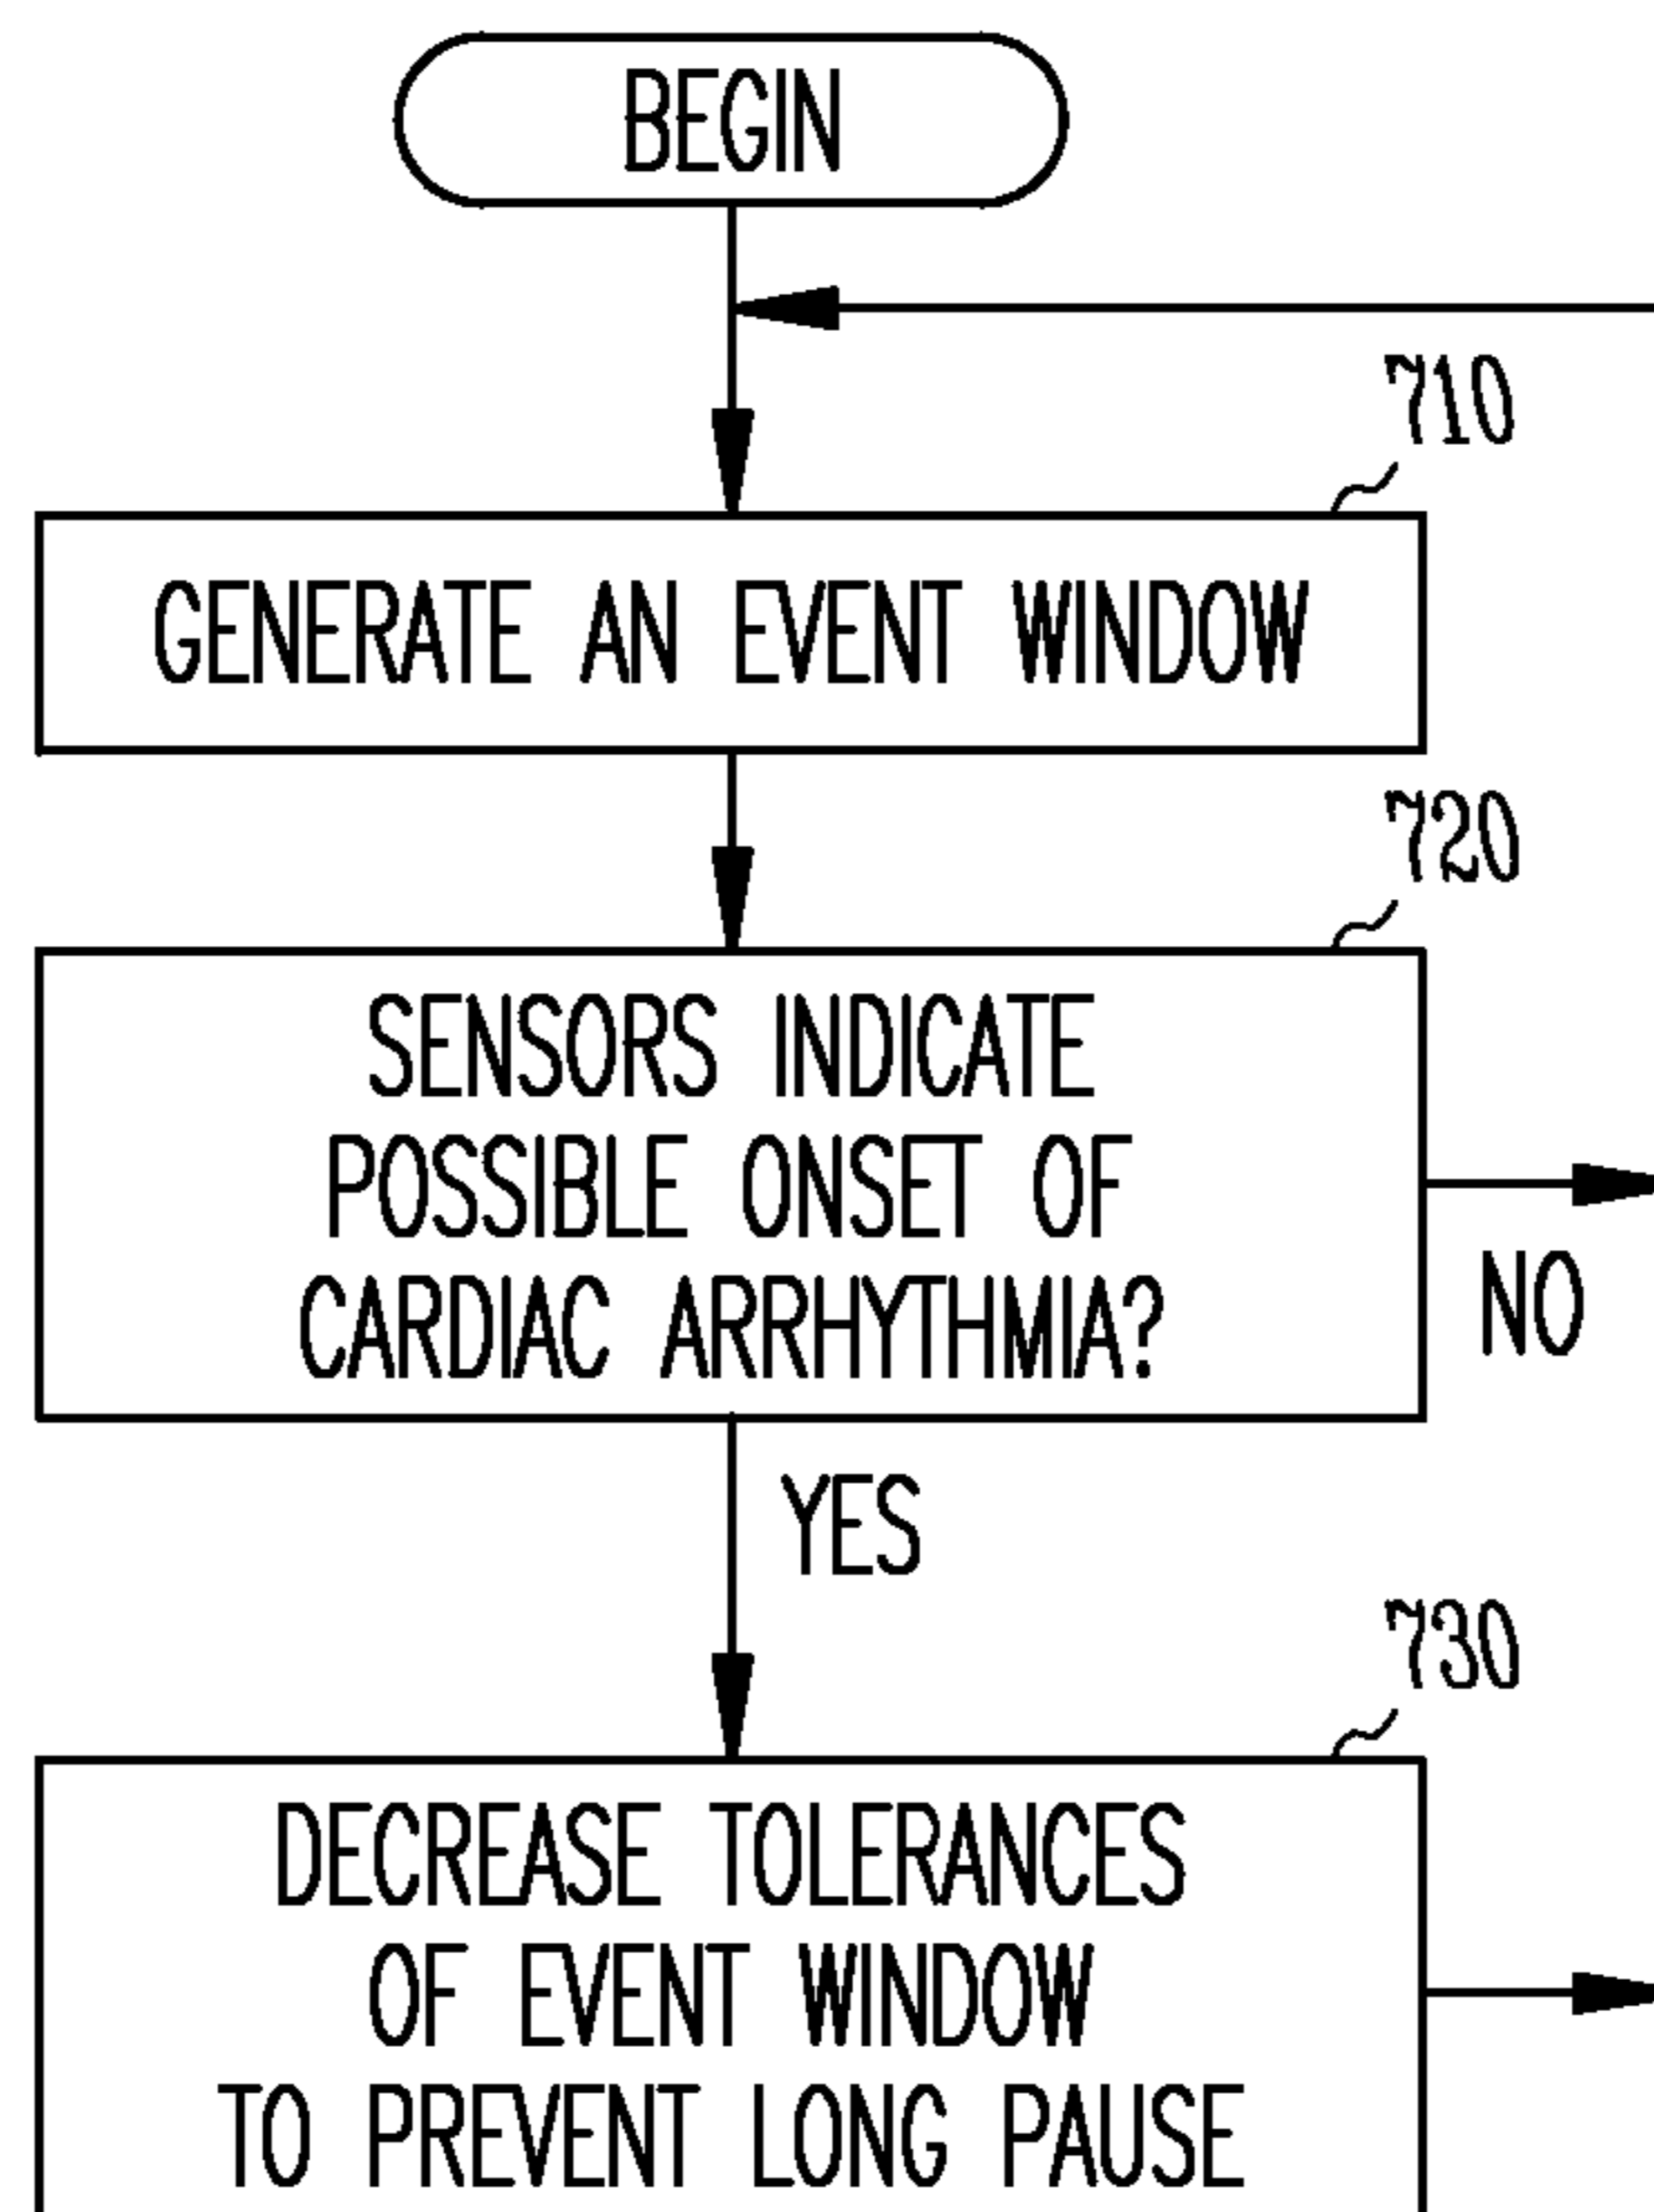 BEGIN
710
GENERATE AN EVENT WINDOW
720
SENSORS INDICATE
POSSIBLE ONSET OF
CARDIAC ARRHYTHMIA?
NO
YES
730
DECREASE TOLERANCES
OF EVENT WINDOW
TO PREVENT LONG PAUSE